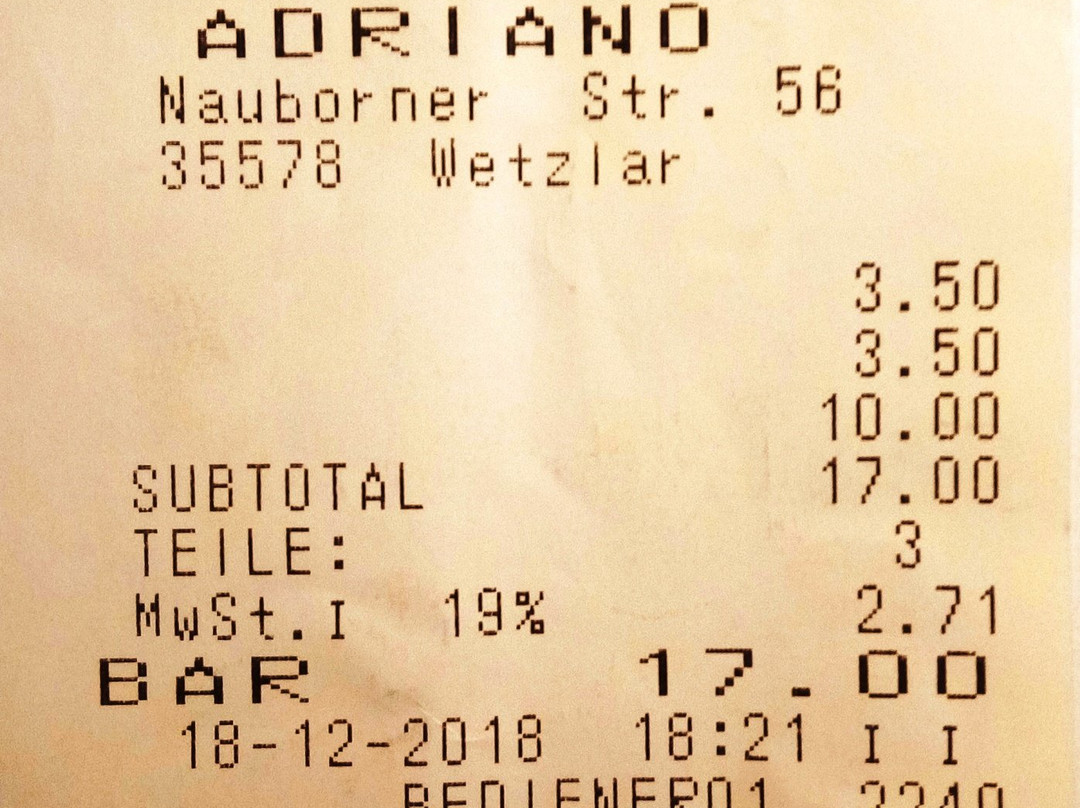 ADRIANO
Nauborner Str. 56
35578 Wetzlar
3.50
3.50
10.00
SUBTOTAL 17.00
TEILE: 3
MwSt.I 19% 2.71
BAR 17.00
18-12-2018 18:21 I I
BEDIENER01